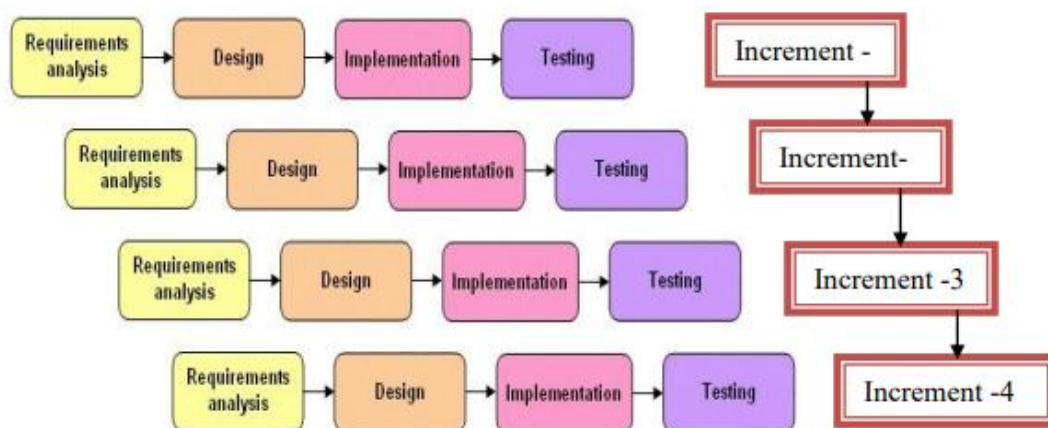 Requirements
analysis
Design
Implementation
Testing
Increment -
Requirements
analysis
Design
Implementation
Testing
Increment-
Requirements
analysis
Design
Implementation
Testing
Increment -3
Requirements
analysis
Design
Implementation
Testing
Increment -4